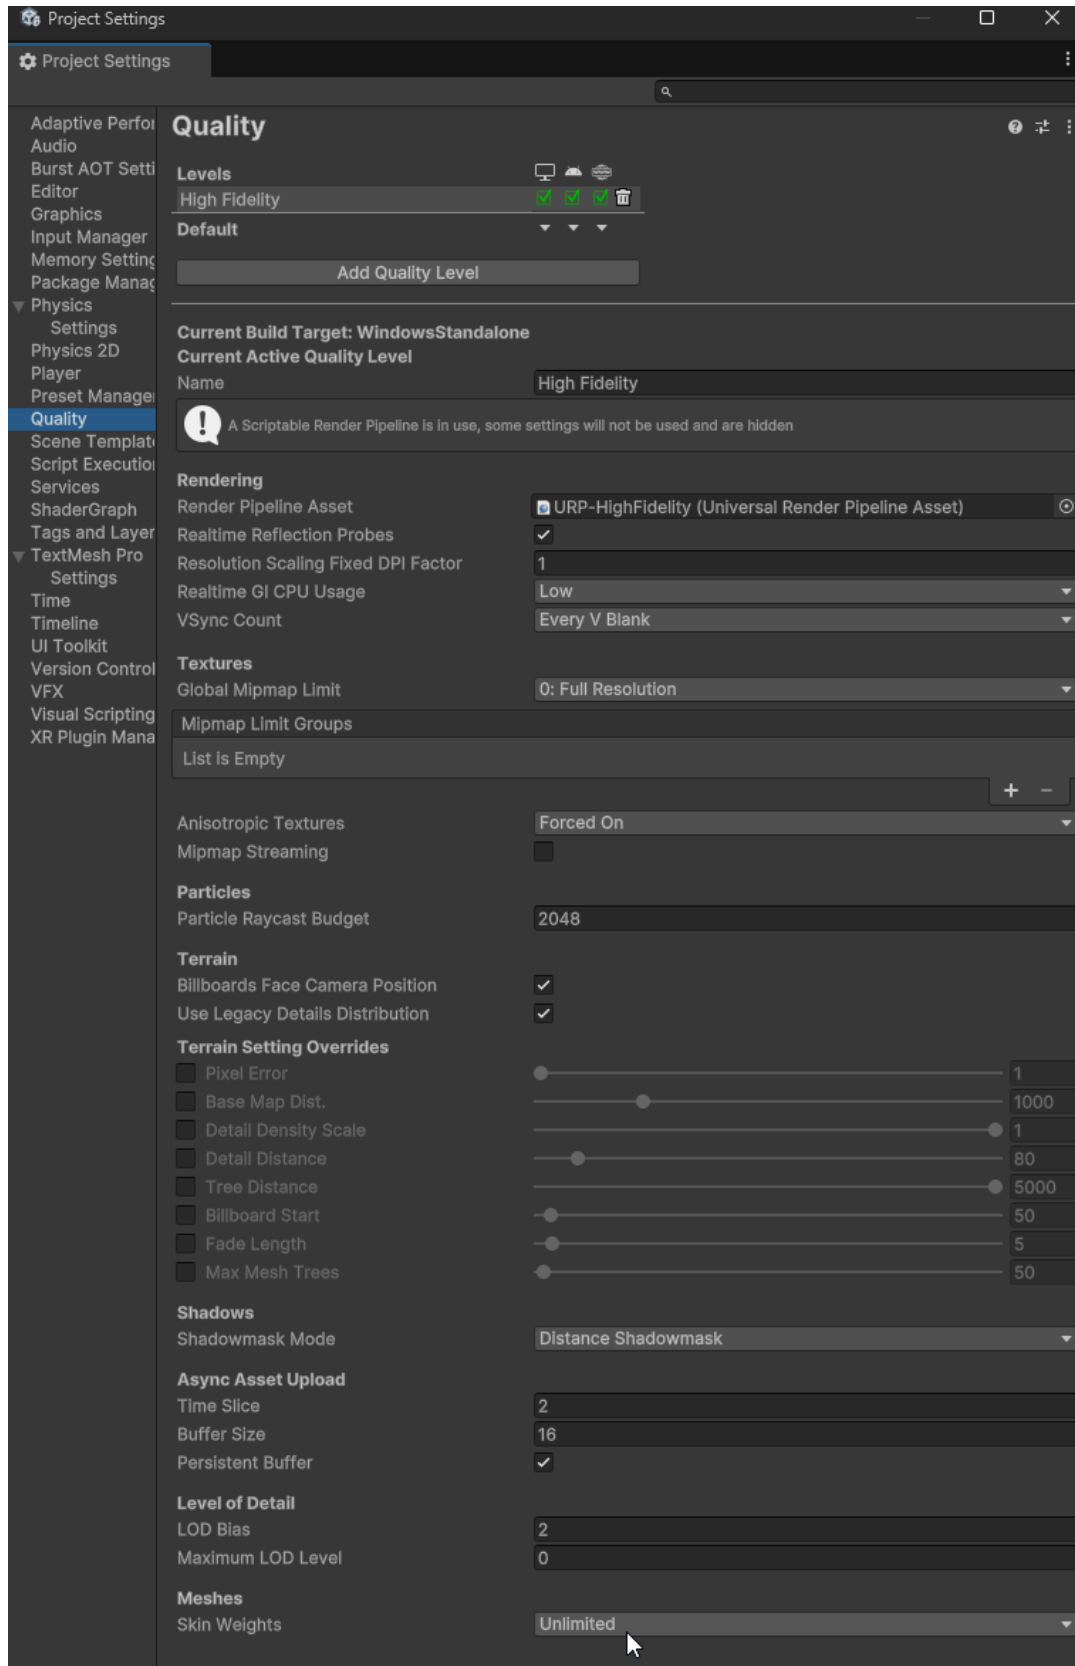 Project Settings
Project Settings
Adaptive Perfor
Audio
Burst AOT Setti
Editor
Graphics
Input Manager
Memory Setting
Package Manag
Physics
Settings
Physics 2D
Player
Preset Manager
Quality
Scene Template
Script Execution
Services
ShaderGraph
Tags and Layer
TextMesh Pro
Settings
Time
Timeline
UI Toolkit
Version Control
VFX
Visual Scripting
XR Plugin Mana
Quality
Levels
High Fidelity
Default
Add Quality Level
Current Build Target: WindowsStandalone
Current Active Quality Level
Name High Fidelity
A Scriptable Render Pipeline is in use, some settings will not be used and are hidden
Rendering
Render Pipeline Asset URP-HighFidelity (Universal Render Pipeline Asset)
Realtime Reflection Probes
Resolution Scaling Fixed DPI Factor 1
Realtime GI CPU Usage Low
VSync Count Every V Blank
Textures
Global Mipmap Limit 0: Full Resolution
Mipmap Limit Groups
List is Empty
Anisotropic Textures Forced On
Mipmap Streaming
Particles
Particle Raycast Budget 2048
Terrain
Billboards Face Camera Position
Use Legacy Details Distribution
Terrain Setting Overrides
Pixel Error 1
Base Map Dist. 1000
Detail Density Scale 1
Detail Distance 80
Tree Distance 5000
Billboard Start 50
Fade Length 5
Max Mesh Trees 50
Shadows
Shadowmask Mode Distance Shadowmask
Async Asset Upload
Time Slice 2
Buffer Size 16
Persistent Buffer
Level of Detail
LOD Bias 2
Maximum LOD Level 0
Meshes
Skin Weights Unlimited